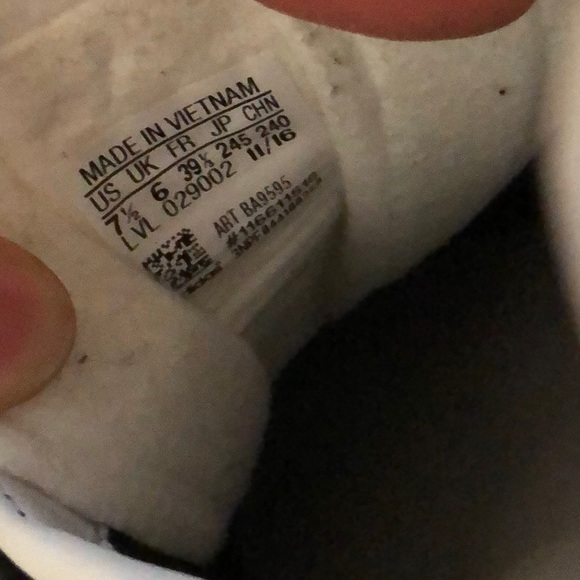 MADE IN VIETNAM
US UK FR JP CHN
7½ 6 39⅓ 245 240
LVL 029002 11/16
ART BA9595